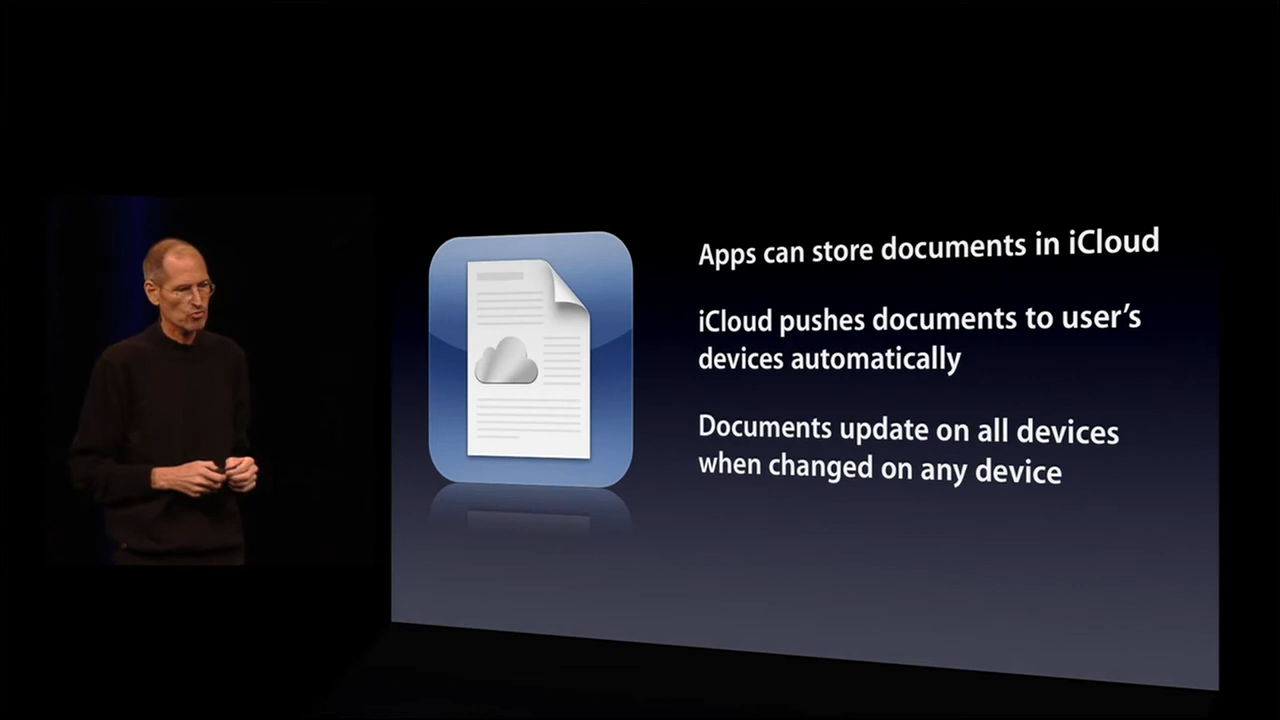 Apps can store documents in iCloud
iCloud pushes documents to user’s
devices automatically
Documents update on all devices
when changed on any device